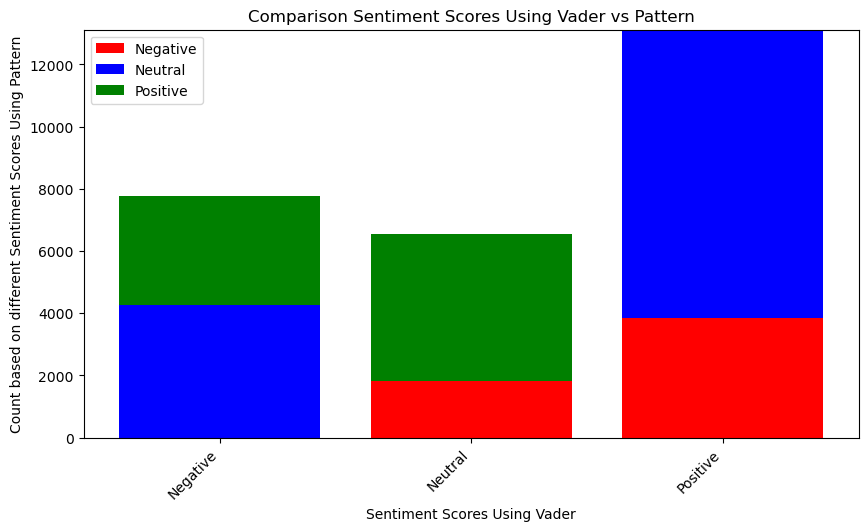 Comparison Sentiment Scores Using Vader vs Pattern
Negative
Neutral
Positive
Count based on different Sentiment Scores Using Pattern
12000
10000
8000
6000
4000
2000
0
Negative
Neutral
Positive
Sentiment Scores Using Vader